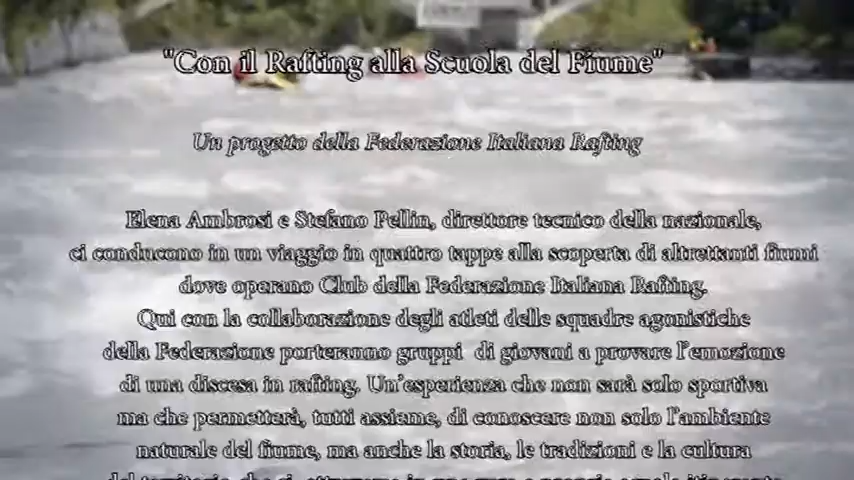 "Con il Rafting alla Scuola del Fiume"
Un progetto della Federazione Italiana Rafting
Elena Ambrosi e Stefano Pellin, direttore tecnico della nazionale,
ci conducono in un viaggio in quattro tappe alla scoperta di altrettanti fiumi
dove operano Club della Federazione Italiana Rafting.
Qui con la collaborazione degli atleti delle squadre agonistiche
della Federazione porteranno gruppi di giovani a provare l'emozione
di una discesa in rafting. Un'esperienza che non sarà solo sportiva
ma che permetterà, tutti assieme, di conoscere non solo l'ambiente
naturale del fiume, ma anche la storia, le tradizioni e la cultura
del territorio che